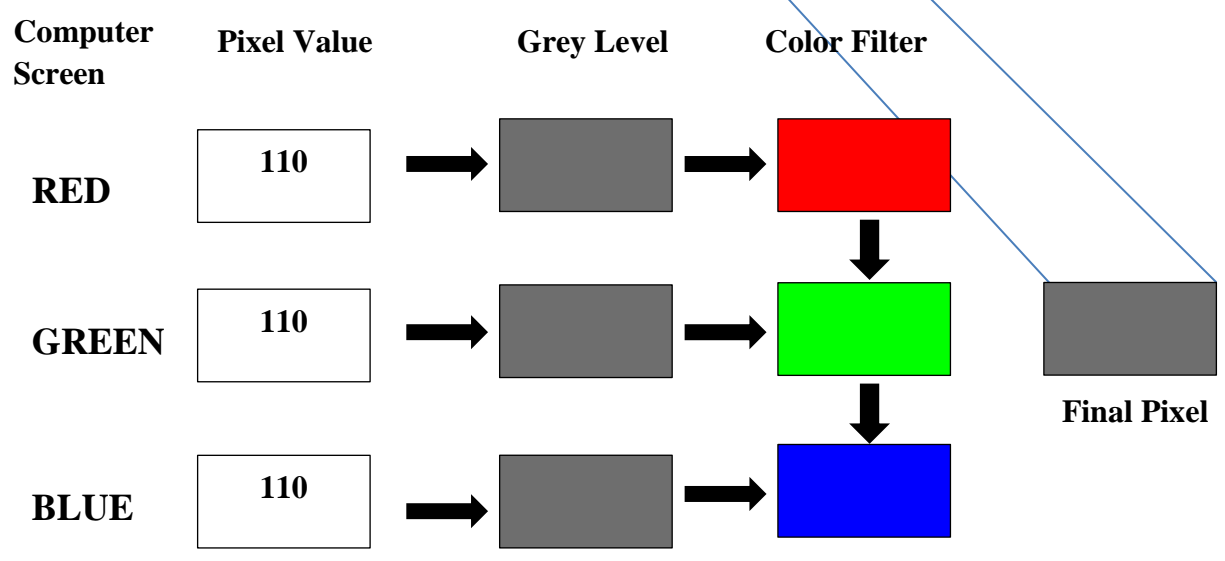 Computer
Screen
Pixel Value
Grey Level
Color Filter
RED
110
GREEN
110
Final Pixel
BLUE
110